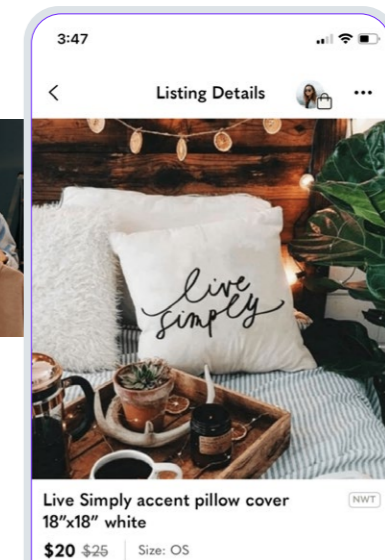 3:47
Listing Details
live
simply
Live Simply accent pillow cover
18"x18" white
NWT
$20 $25 Size: OS